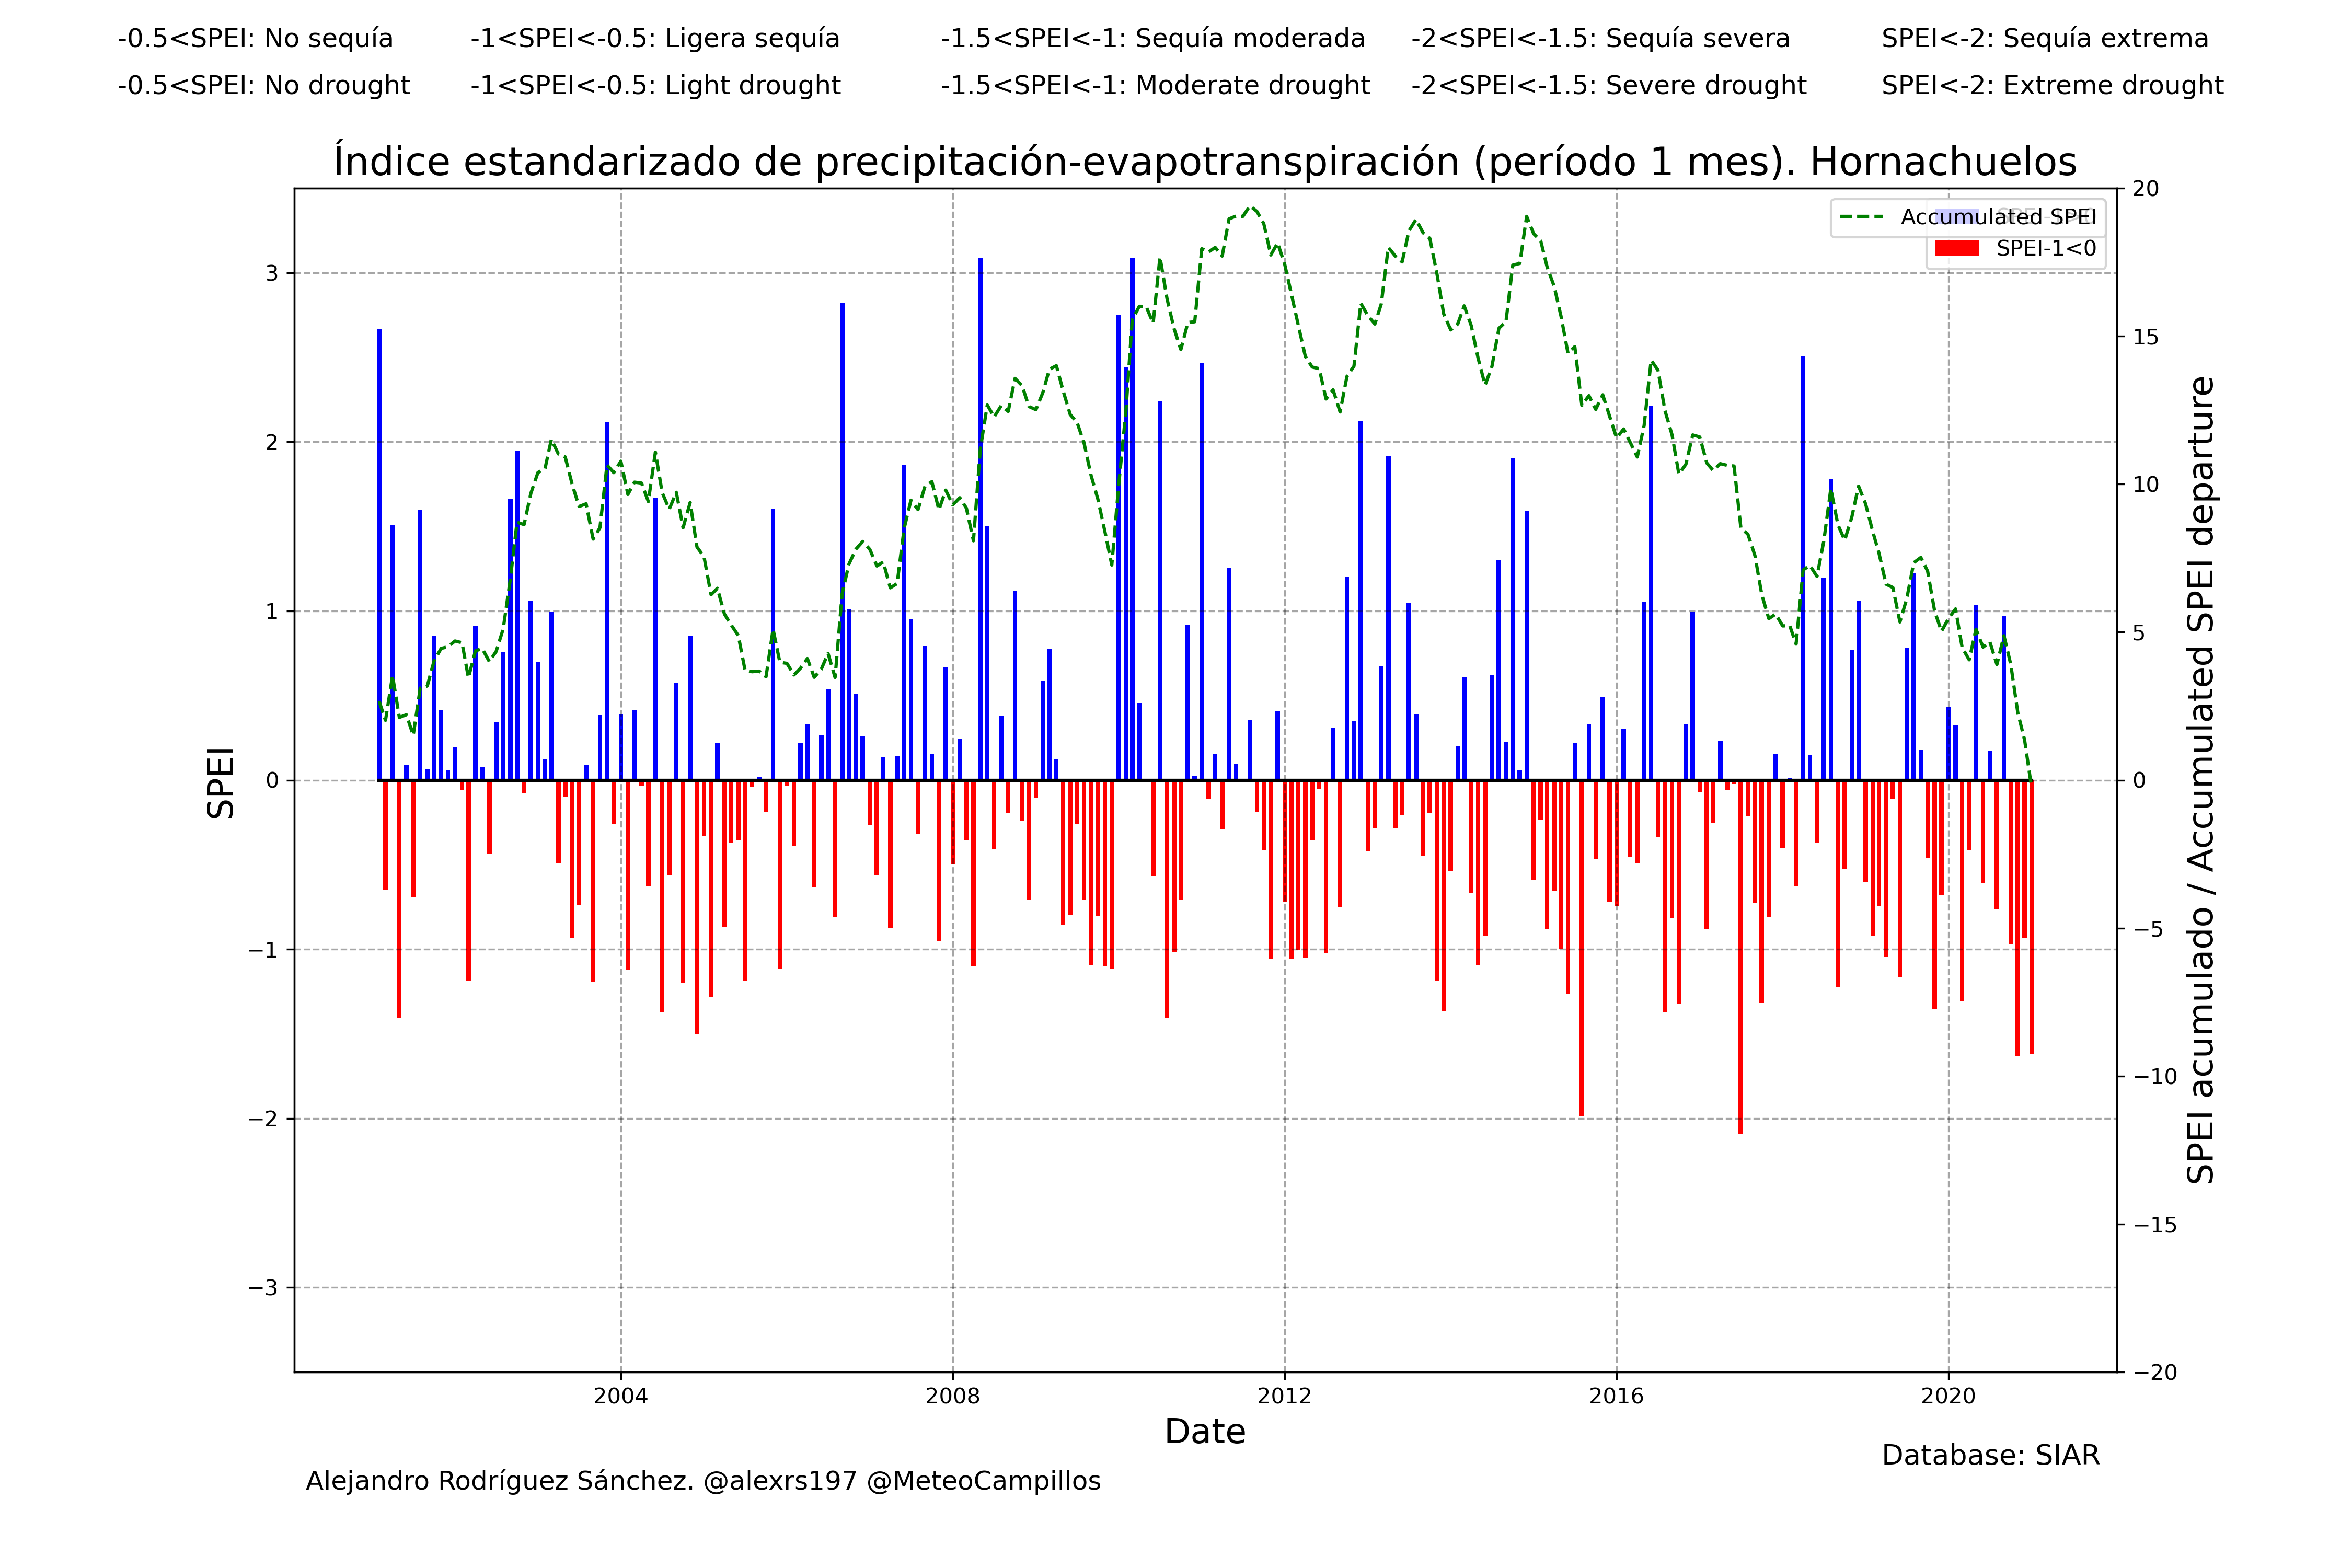 -0.5<SPEI: No sequía -1<SPEI<-0.5: Ligera sequía -1.5<SPEI<-1: Sequía moderada -2<SPEI<-1.5: Sequía severa SPEI<-2: Sequía extrema
-0.5<SPEI: No drought -1<SPEI<-0.5: Light drought -1.5<SPEI<-1: Moderate drought -2<SPEI<-1.5: Severe drought SPEI<-2: Extreme drought
Índice estandarizado de precipitación-evapotranspiración (período 1 mes). Hornachuelos
Accumulated SPEI
SPEI-1<0
3
2
1
0
−1
−2
−3
SPEI
20
15
10
5
0
−5
−10
−15
−20
SPEI acumulado / Accumulated SPEI departure
2004 2008 2012 2016 2020
Date
Database: SIAR
Alejandro Rodríguez Sánchez. @alexrs197 @MeteoCampillos